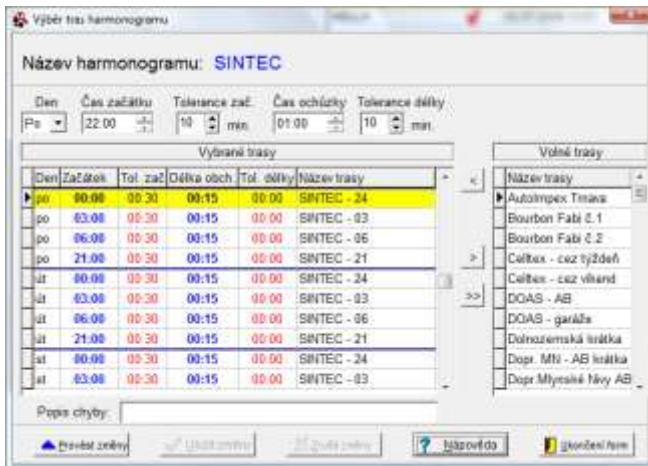 Výběr tras harmonogramu
Název harmonogramu: SINTEC
Den Čas začátku Tolerance zač. Čas ochůzky Tolerance délky
Po 22:00 10 min. 01:00 10 min.
Vybrané trasy Volné trasy
Den Začátek Tol. zač Délka obch. Tol. délky Název trasy < Název trasy
po 00:00 00:30 00:15 00:00 SINTEC - 24 AutoImpex Trnava
po 03:00 00:30 00:15 00:00 SINTEC - 03 Bourbon Fabi č.1
po 06:00 00:30 00:15 00:00 SINTEC - 06 Bourbon Fabi č.2
po 21:00 00:30 00:15 00:00 SINTEC - 21 > Celltex - cez týždeň
út 00:00 00:30 00:15 00:00 SINTEC - 24 Celltex - cez víkend
út 03:00 00:30 00:15 00:00 SINTEC - 03 >> DOAS - AB
út 06:00 00:30 00:15 00:00 SINTEC - 06 DOAS - garáže
út 21:00 00:30 00:15 00:00 SINTEC - 21 Dolnozemská krátka
st 00:00 00:30 00:15 00:00 SINTEC - 24 Dopr. MN - AB krátka
st 03:00 00:30 00:15 00:00 SINTEC - 03 Dopr.Mlynské Nivy AB
Popis chyby:
Provést změny Uložit změny Zrušit změny ? Nápověda Ukončení form